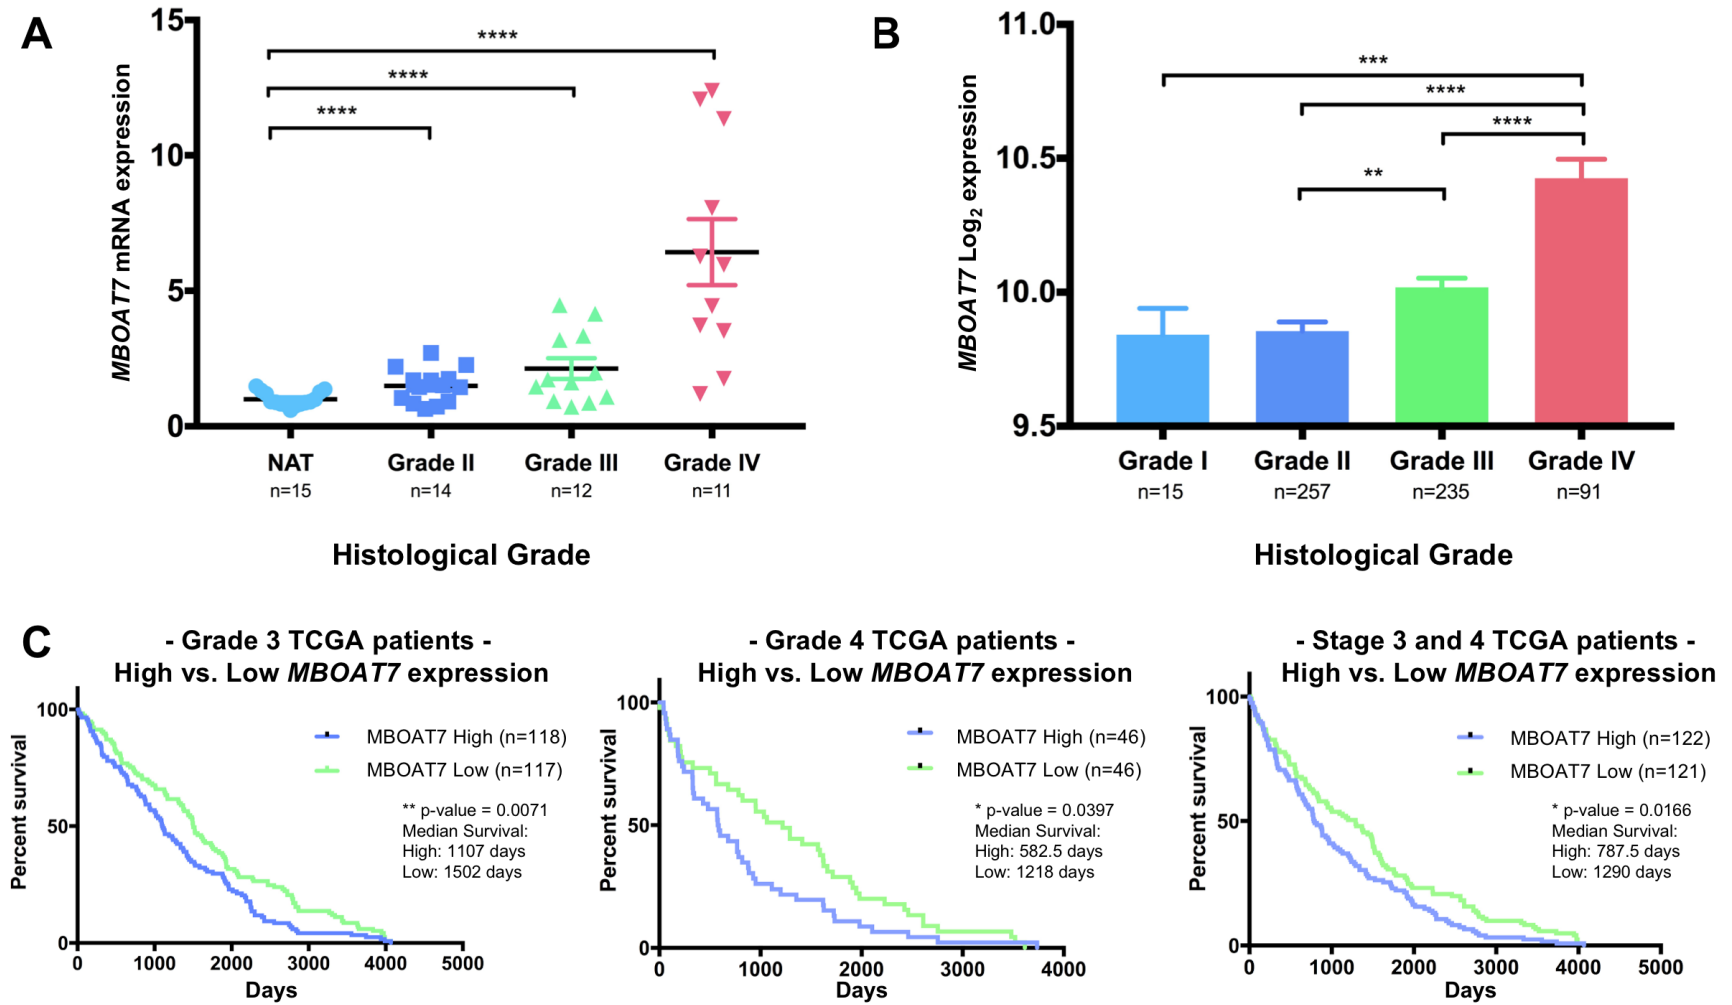 A
MBOAT7 mRNA expression
15
10
5
0
****
****
****
NAT
Grade II
Grade III
Grade IV
n=15
n=14
n=12
n=11
Histological Grade
B
MBOAT7 Log2 expression
11.0
10.5
10.0
9.5
***
****
****
**
Grade I
Grade II
Grade III
Grade IV
n=15
n=257
n=235
n=91
Histological Grade
C
- Grade 3 TCGA patients -
High vs. Low MBOAT7 expression
Percent survival
100
50
0
MBOAT7 High (n=118)
MBOAT7 Low (n=117)
** p-value = 0.0071
Median Survival:
High: 1107 days
Low: 1502 days
0 1000 2000 3000 4000 5000
Days
- Grade 4 TCGA patients -
High vs. Low MBOAT7 expression
Percent survival
100
50
0
MBOAT7 High (n=46)
MBOAT7 Low (n=46)
* p-value = 0.0397
Median Survival:
High: 582.5 days
Low: 1218 days
0 1000 2000 3000 4000
Days
- Stage 3 and 4 TCGA patients -
High vs. Low MBOAT7 expression
Percent survival
100
50
0
MBOAT7 High (n=122)
MBOAT7 Low (n=121)
* p-value = 0.0166
Median Survival:
High: 787.5 days
Low: 1290 days
0 1000 2000 3000 4000 5000
Days